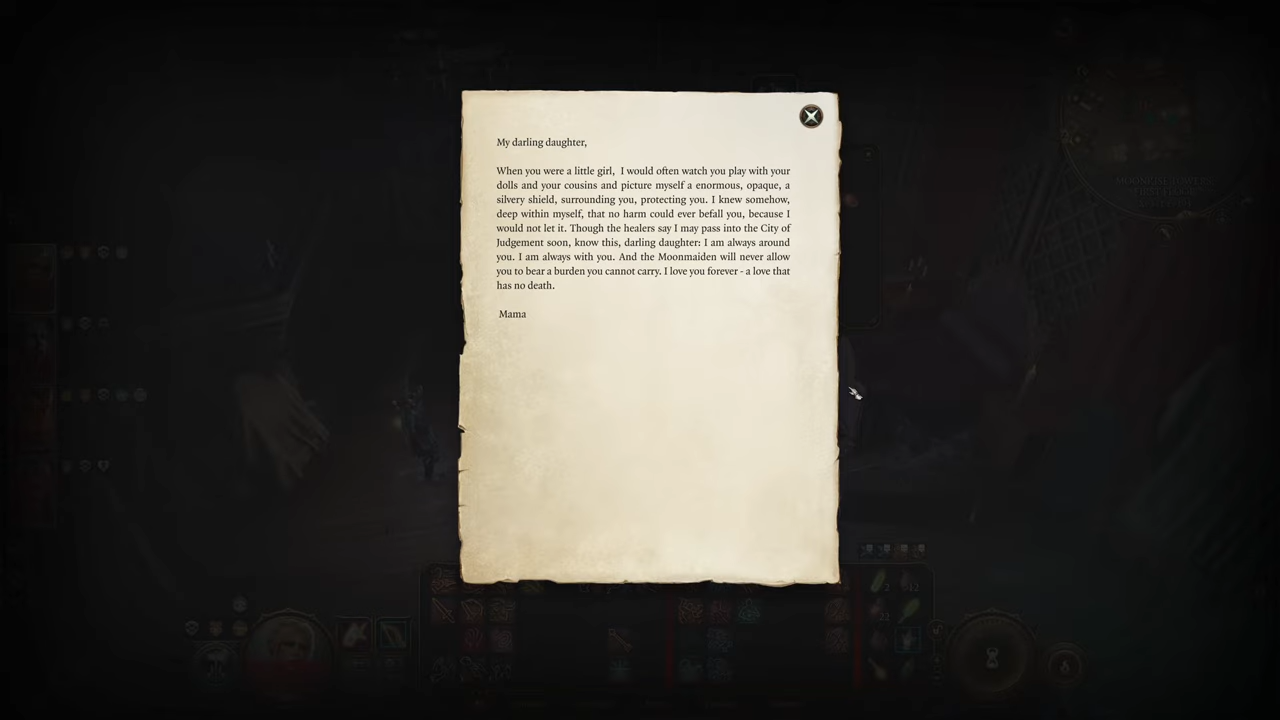 My darling daughter,
When you were a little girl,  I would often watch you play with your
dolls and your cousins and picture myself a enormous, opaque, a
silvery shield, surrounding you, protecting you. I knew somehow,
deep within myself, that no harm could ever befall you, because I
would not let it. Though the healers say I may pass into the City of
Judgement soon, know this, darling daughter: I am always around
you. I am always with you. And the Moonmaiden will never allow
you to bear a burden you cannot carry. I love you forever - a love that
has no death.
Mama